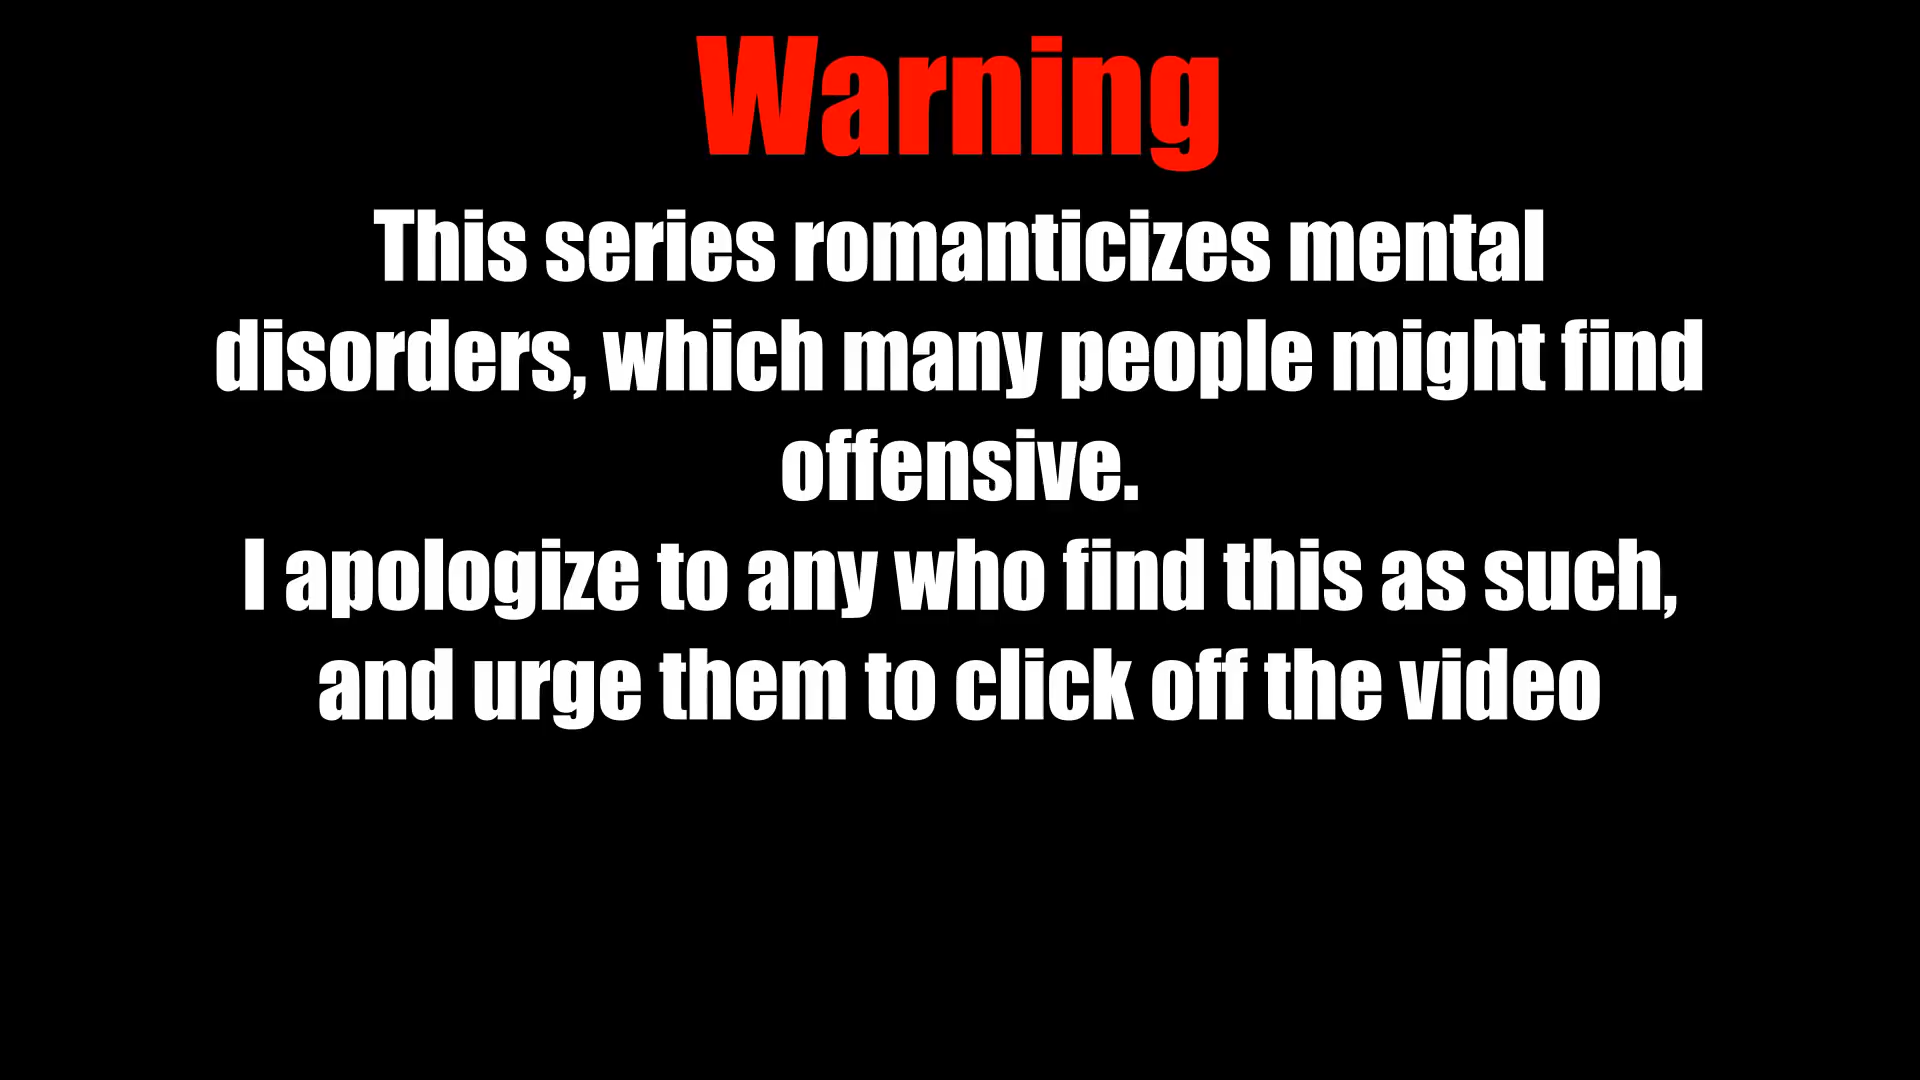 Warning
This series romanticizes mental
disorders, which many people might find
offensive.
I apologize to any who find this as such,
and urge them to click off the video